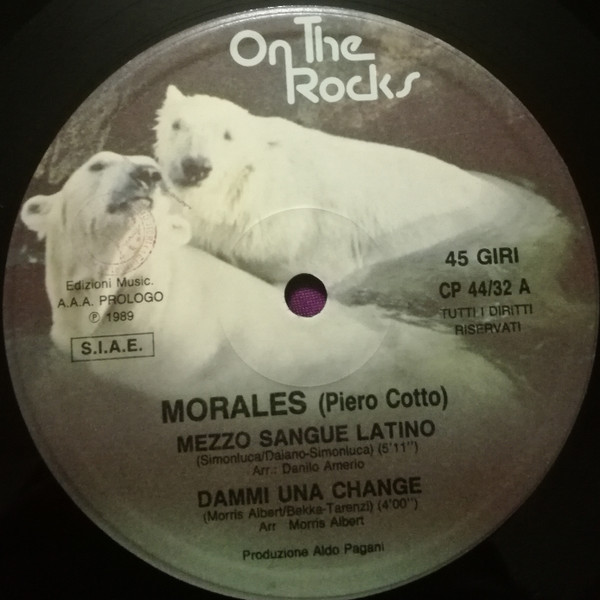 On The
Rocks
45 GIRI
CP 44/32 A
TUTTI I DIRITTI
RISERVATI
Edizioni Music.
A.A.A. PROLOGO
℗ 1989
S.I.A.E.
MORALES (Piero Cotto)
MEZZO SANGUE LATINO
(Simonluca/Daiano-Simonluca) (5'11")
Arr.: Danilo Amerio
DAMMI UNA CHANGE
(Morris Albert/Bekka-Tarenzi) (4'00")
Arr Morris Albert
Produzione Aldo Pagani